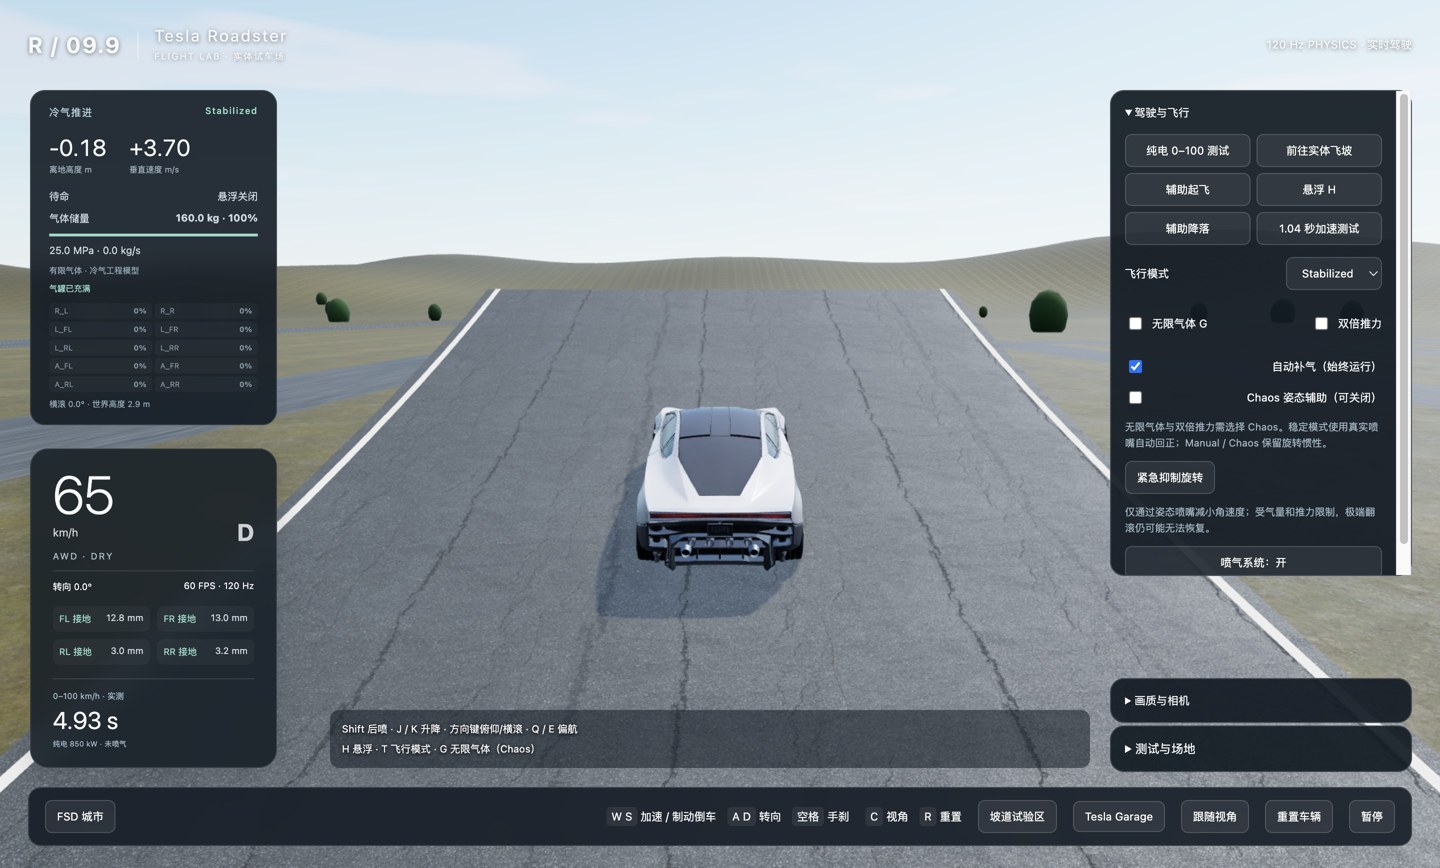 R / 09.9
Tesla Roadster
FLIGHT LAB · 实体试车场
120 Hz PHYSICS · 实时驾驶
冷气推进 Stabilized
-0.18 +3.70
离地高度 m 垂直速度 m/s
待命 悬浮关闭
气体储量 160.0 kg · 100%
25.0 MPa · 0.0 kg/s
有限气体 · 冷气工程模型
气罐已充满
R_L 0% R_R 0%
L_FL 0% L_FR 0%
L_RL 0% L_RR 0%
A_FL 0% A_FR 0%
A_RL 0% A_RR 0%
横滚 0.0° · 世界高度 2.9 m
65
km/h D
AWD · DRY
转向 0.0° 60 FPS · 120 Hz
FL 接地 12.8 mm FR 接地 13.0 mm
RL 接地 3.0 mm RR 接地 3.2 mm
0–100 km/h · 实测
4.93 s
纯电 850 kW · 未喷气
▼驾驶与飞行
纯电 0–100 测试 前往实体飞坡
辅助起飞 悬浮 H
辅助降落 1.04 秒加速测试
飞行模式 Stabilized
无限气体 G 双倍推力
自动补气（始终运行）
Chaos 姿态辅助（可关闭）
无限气体与双倍推力需选择 Chaos。稳定模式使用真实喷
嘴自动回正；Manual / Chaos 保留旋转惯性。
紧急抑制旋转
仅通过姿态喷嘴减小角速度；受气量和推力限制，极端翻
滚仍可能无法恢复。
喷气系统：开
▶画质与相机
▶测试与场地
Shift 后喷 · J / K 升降 · 方向键俯仰/横滚 · Q / E 偏航
H 悬浮 · T 飞行模式 · G 无限气体（Chaos）
FSD 城市 W S 加速 / 制动倒车 A D 转向 空格 手刹 C 视角 R 重置 坡道试验区 Tesla Garage 跟随视角 重置车辆 暂停